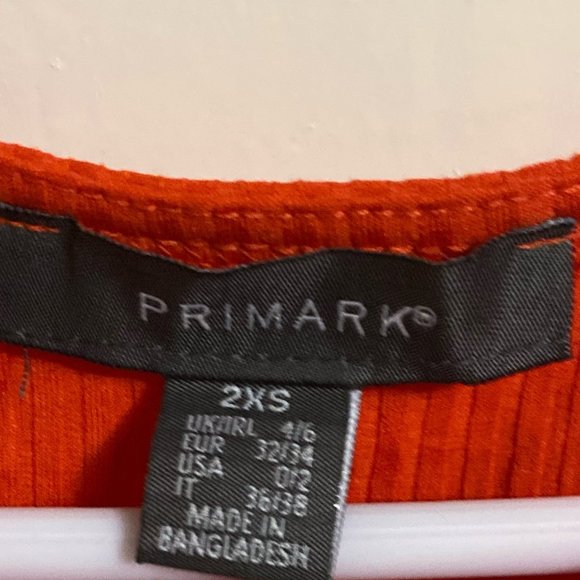 PRIMARK®
2XS
UK/IRL 4/6
EUR 32/34
USA 0/2
IT 36/38
MADE IN
BANGLADESH